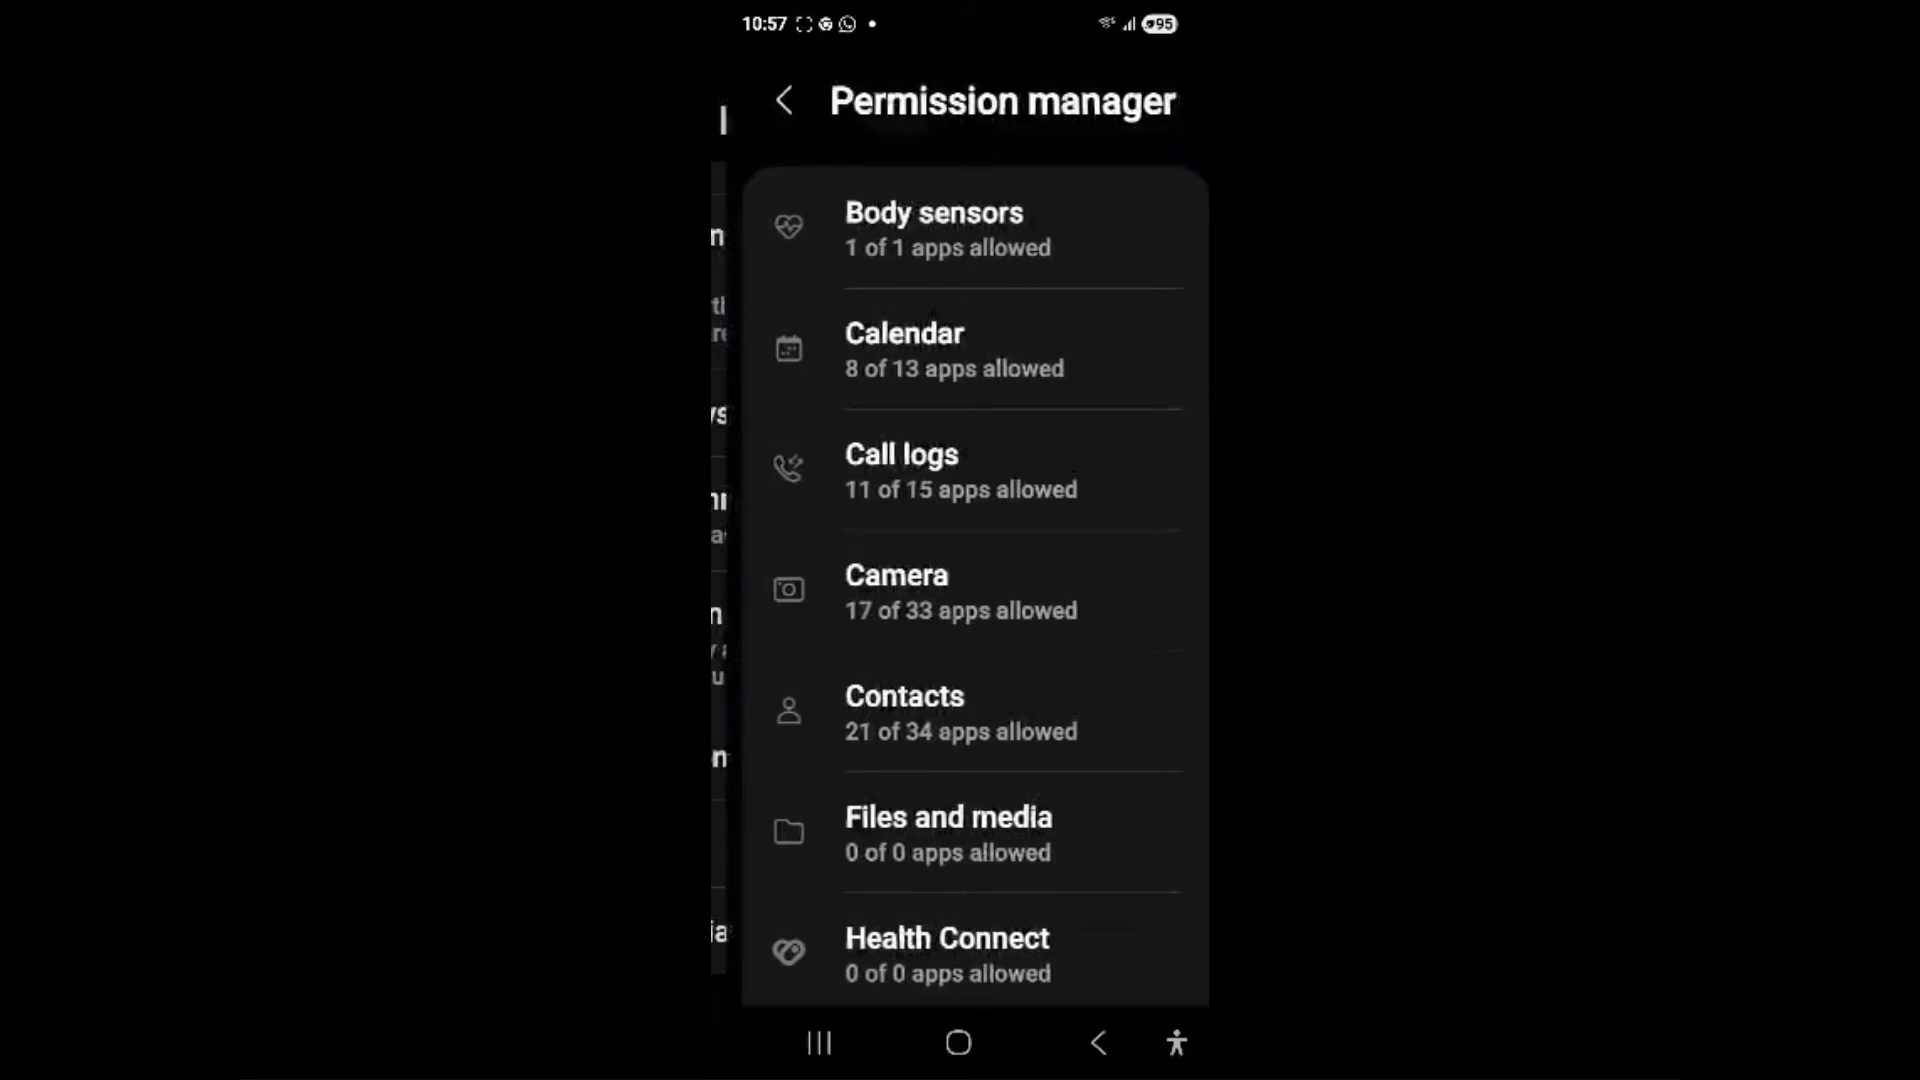 10:57
95
Permission manager
Body sensors
1 of 1 apps allowed
Calendar
8 of 13 apps allowed
Call logs
11 of 15 apps allowed
Camera
17 of 33 apps allowed
Contacts
21 of 34 apps allowed
Files and media
0 of 0 apps allowed
Health Connect
0 of 0 apps allowed